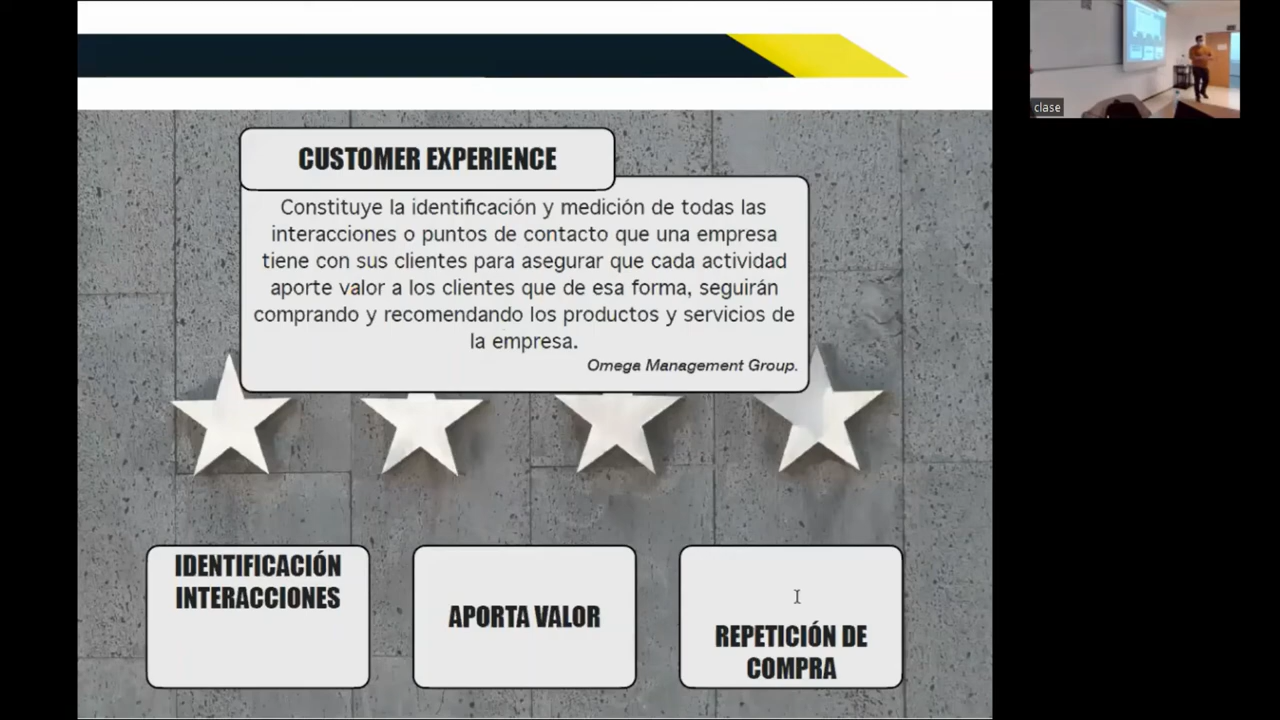 CUSTOMER EXPERIENCE
Constituye la identificación y medición de todas las
interacciones o puntos de contacto que una empresa
tiene con sus clientes para asegurar que cada actividad
aporte valor a los clientes que de esa forma, seguirán
comprando y recomendando los productos y servicios de
la empresa.
Omega Management Group.
IDENTIFICACIÓN
INTERACCIONES
APORTA VALOR
REPETICIÓN DE
COMPRA
clase